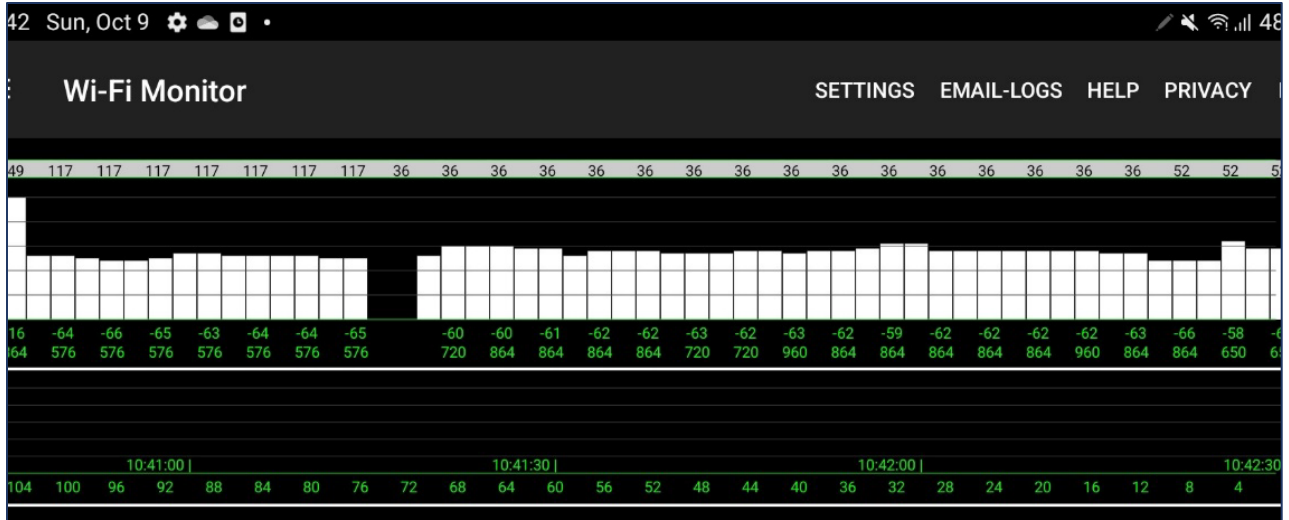 42 Sun, Oct 9 48
Wi-Fi Monitor SETTINGS EMAIL-LOGS HELP PRIVACY
49 117 117 117 117 117 117 117 36 36 36 36 36 36 36 36 36 36 36 36 36 36 36 36 52 52
16 -64 -66 -65 -63 -64 -64 -65 -60 -60 -61 -62 -62 -63 -62 -63 -62 -59 -62 -62 -62 -62 -63 -66 -58
864 576 576 576 576 576 576 576 720 864 864 864 864 720 720 960 864 864 864 864 864 960 864 864 650
10:41:00 | 10:41:30 | 10:42:00 | 10:42:30
104 100 96 92 88 84 80 76 72 68 64 60 56 52 48 44 40 36 32 28 24 20 16 12 8 4